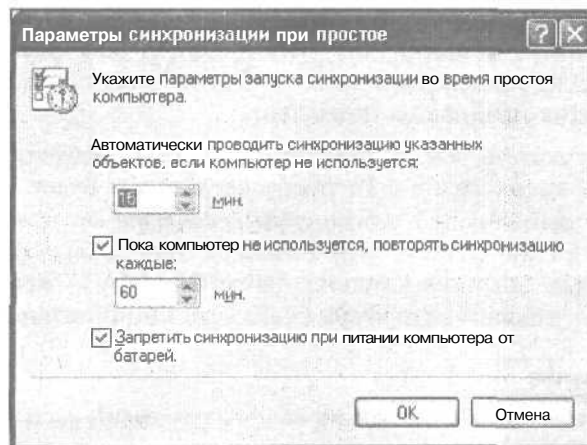 Параметры синхронизации при простое
Укажите параметры запуска синхронизации во время простоя
компьютера.
Автоматически проводить синхронизацию указанных
объектов, если компьютер не используется:
15 мин.
Пока компьютер не используется, повторять синхронизацию
каждые:
60 мин.
Запретить синхронизацию при питании компьютера от
батарей.
OK Отмена